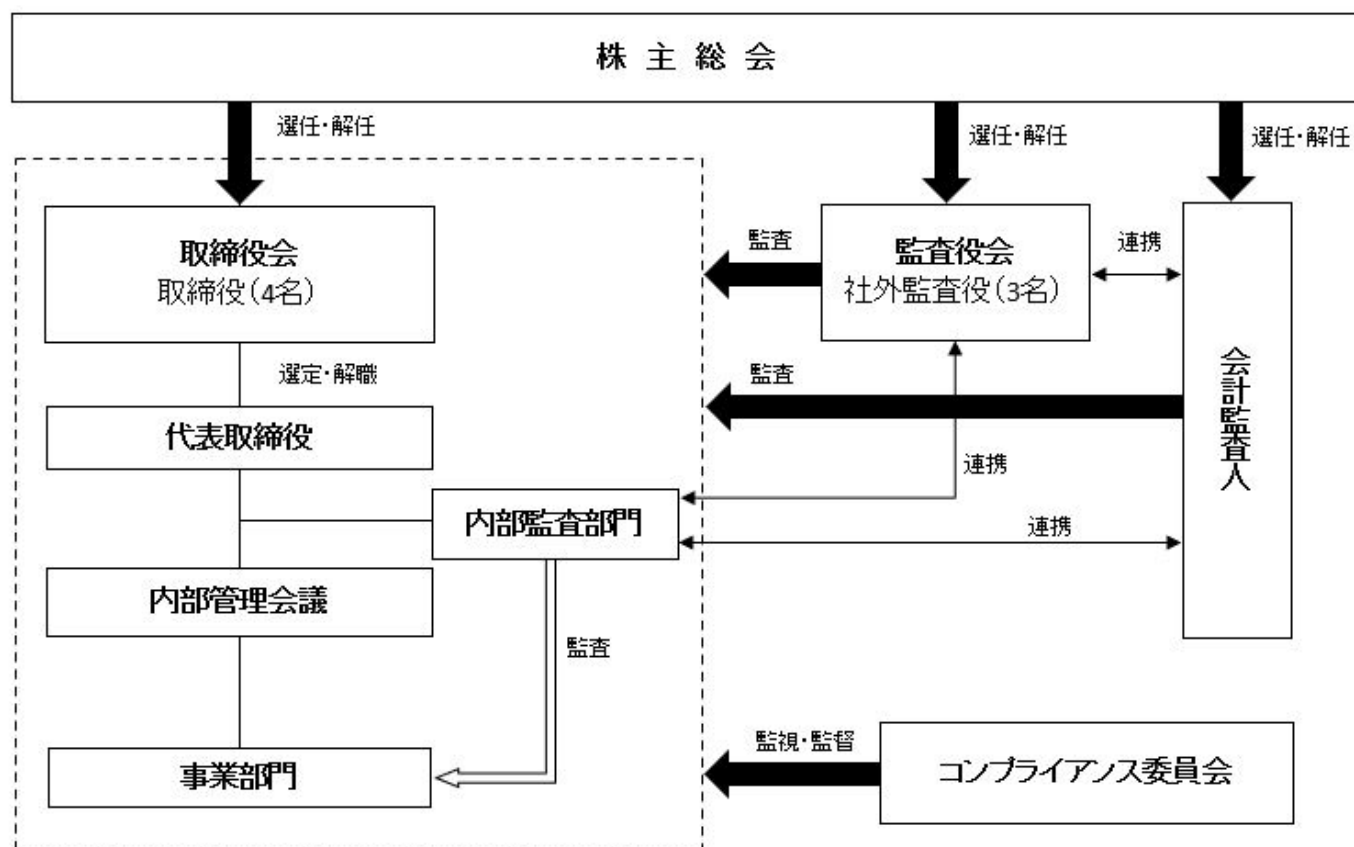 株主総会
選任・解任
選任・解任
選任・解任
取締役会
取締役（4名）
監査
監査役会
社外監査役（3名）
連携
選定・解職
監査
会計監査人
代表取締役
連携
内部監査部門
連携
内部管理会議
監査
監視・監督
事業部門
コンプライアンス委員会